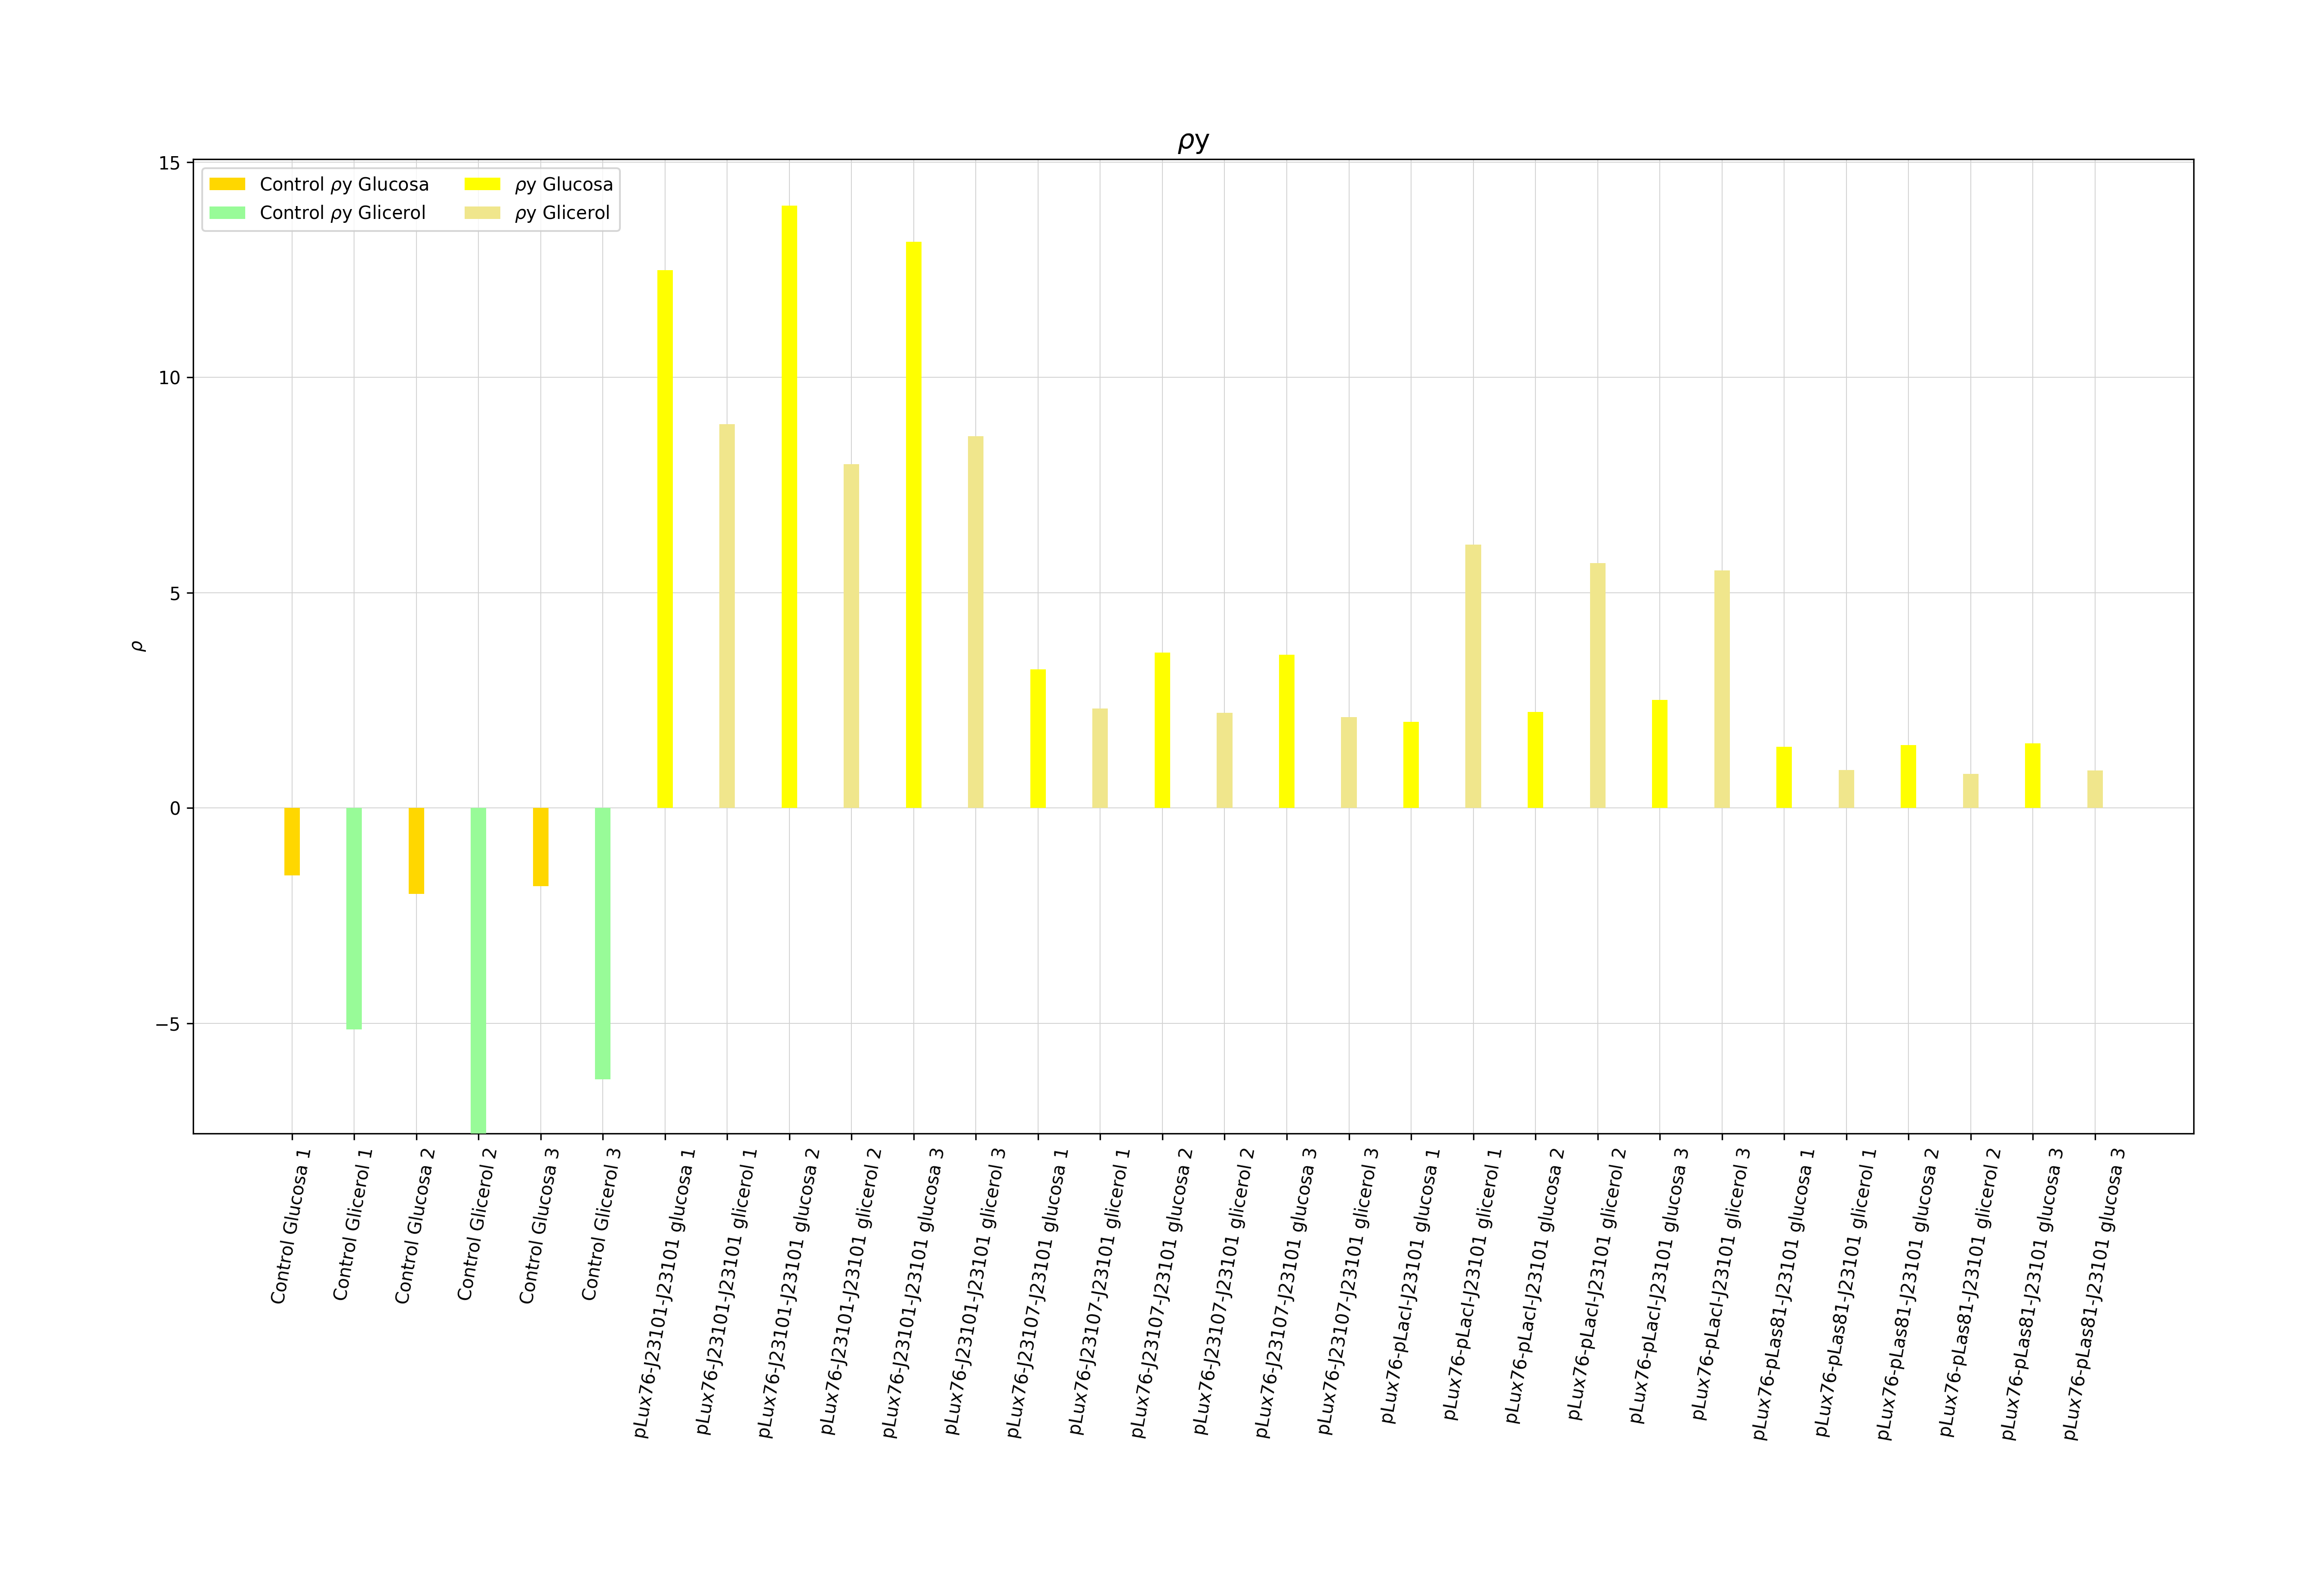 ρy
Control ρy Glucosa
Control ρy Glicerol
ρy Glucosa
ρy Glicerol
15
10
5
0
−5
ρ
Control Glucosa 1
Control Glicerol 1
Control Glucosa 2
Control Glicerol 2
Control Glucosa 3
Control Glicerol 3
pLux76-J23101-J23101 glucosa 1
pLux76-J23101-J23101 glicerol 1
pLux76-J23101-J23101 glucosa 2
pLux76-J23101-J23101 glicerol 2
pLux76-J23101-J23101 glucosa 3
pLux76-J23101-J23101 glicerol 3
pLux76-J23107-J23101 glucosa 1
pLux76-J23107-J23101 glicerol 1
pLux76-J23107-J23101 glucosa 2
pLux76-J23107-J23101 glicerol 2
pLux76-J23107-J23101 glucosa 3
pLux76-J23107-J23101 glicerol 3
pLux76-pLacI-J23101 glucosa 1
pLux76-pLacI-J23101 glicerol 1
pLux76-pLacI-J23101 glucosa 2
pLux76-pLacI-J23101 glicerol 2
pLux76-pLacI-J23101 glucosa 3
pLux76-pLacI-J23101 glicerol 3
pLux76-pLas81-J23101 glucosa 1
pLux76-pLas81-J23101 glicerol 1
pLux76-pLas81-J23101 glucosa 2
pLux76-pLas81-J23101 glicerol 2
pLux76-pLas81-J23101 glucosa 3
pLux76-pLas81-J23101 glucosa 3